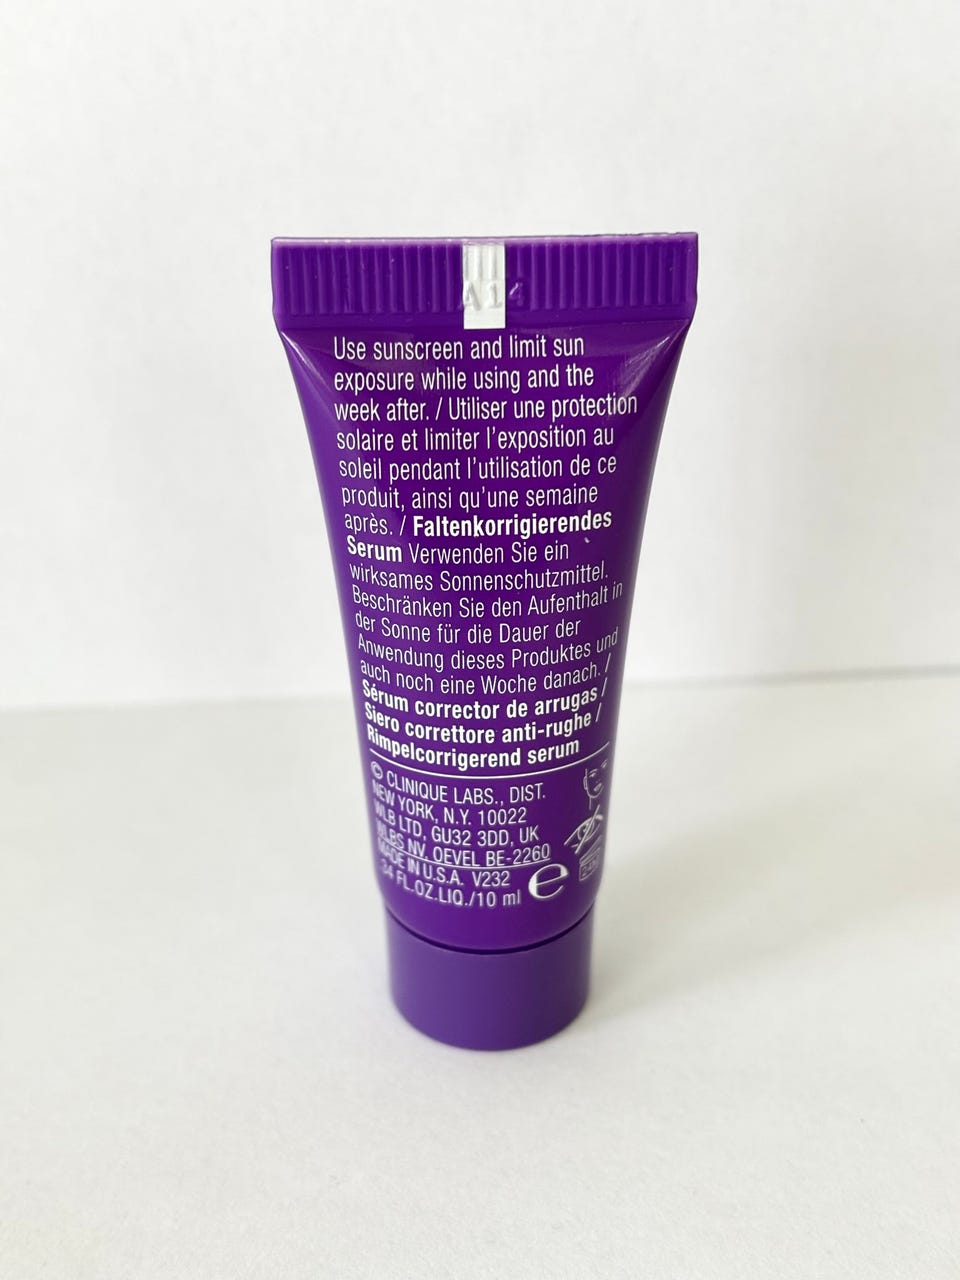 A14
Use sunscreen and limit sun
exposure while using and the
week after. / Utiliser une protection
solaire et limiter l'exposition au
soleil pendant l'utilisation de ce
produit, ainsi qu'une semaine
après. / Faltenkorrigierendes
Serum Verwenden Sie ein
wirksames Sonnenschutzmittel.
Beschränken Sie den Aufenthalt in
der Sonne für die Dauer der
Anwendung dieses Produktes und
auch noch eine Woche danach. /
Sérum corrector de arrugas /
Siero correttore anti-rughe /
Rimpelcorrigerend serum
© CLINIQUE LABS., DIST.
NEW YORK, N.Y. 10022
WLB LTD, GU32 3DD, UK
WLBS NV, OEVEL BE-2260
MADE IN U.S.A. V232
.34 FL.OZ.LIQ./10 ml e